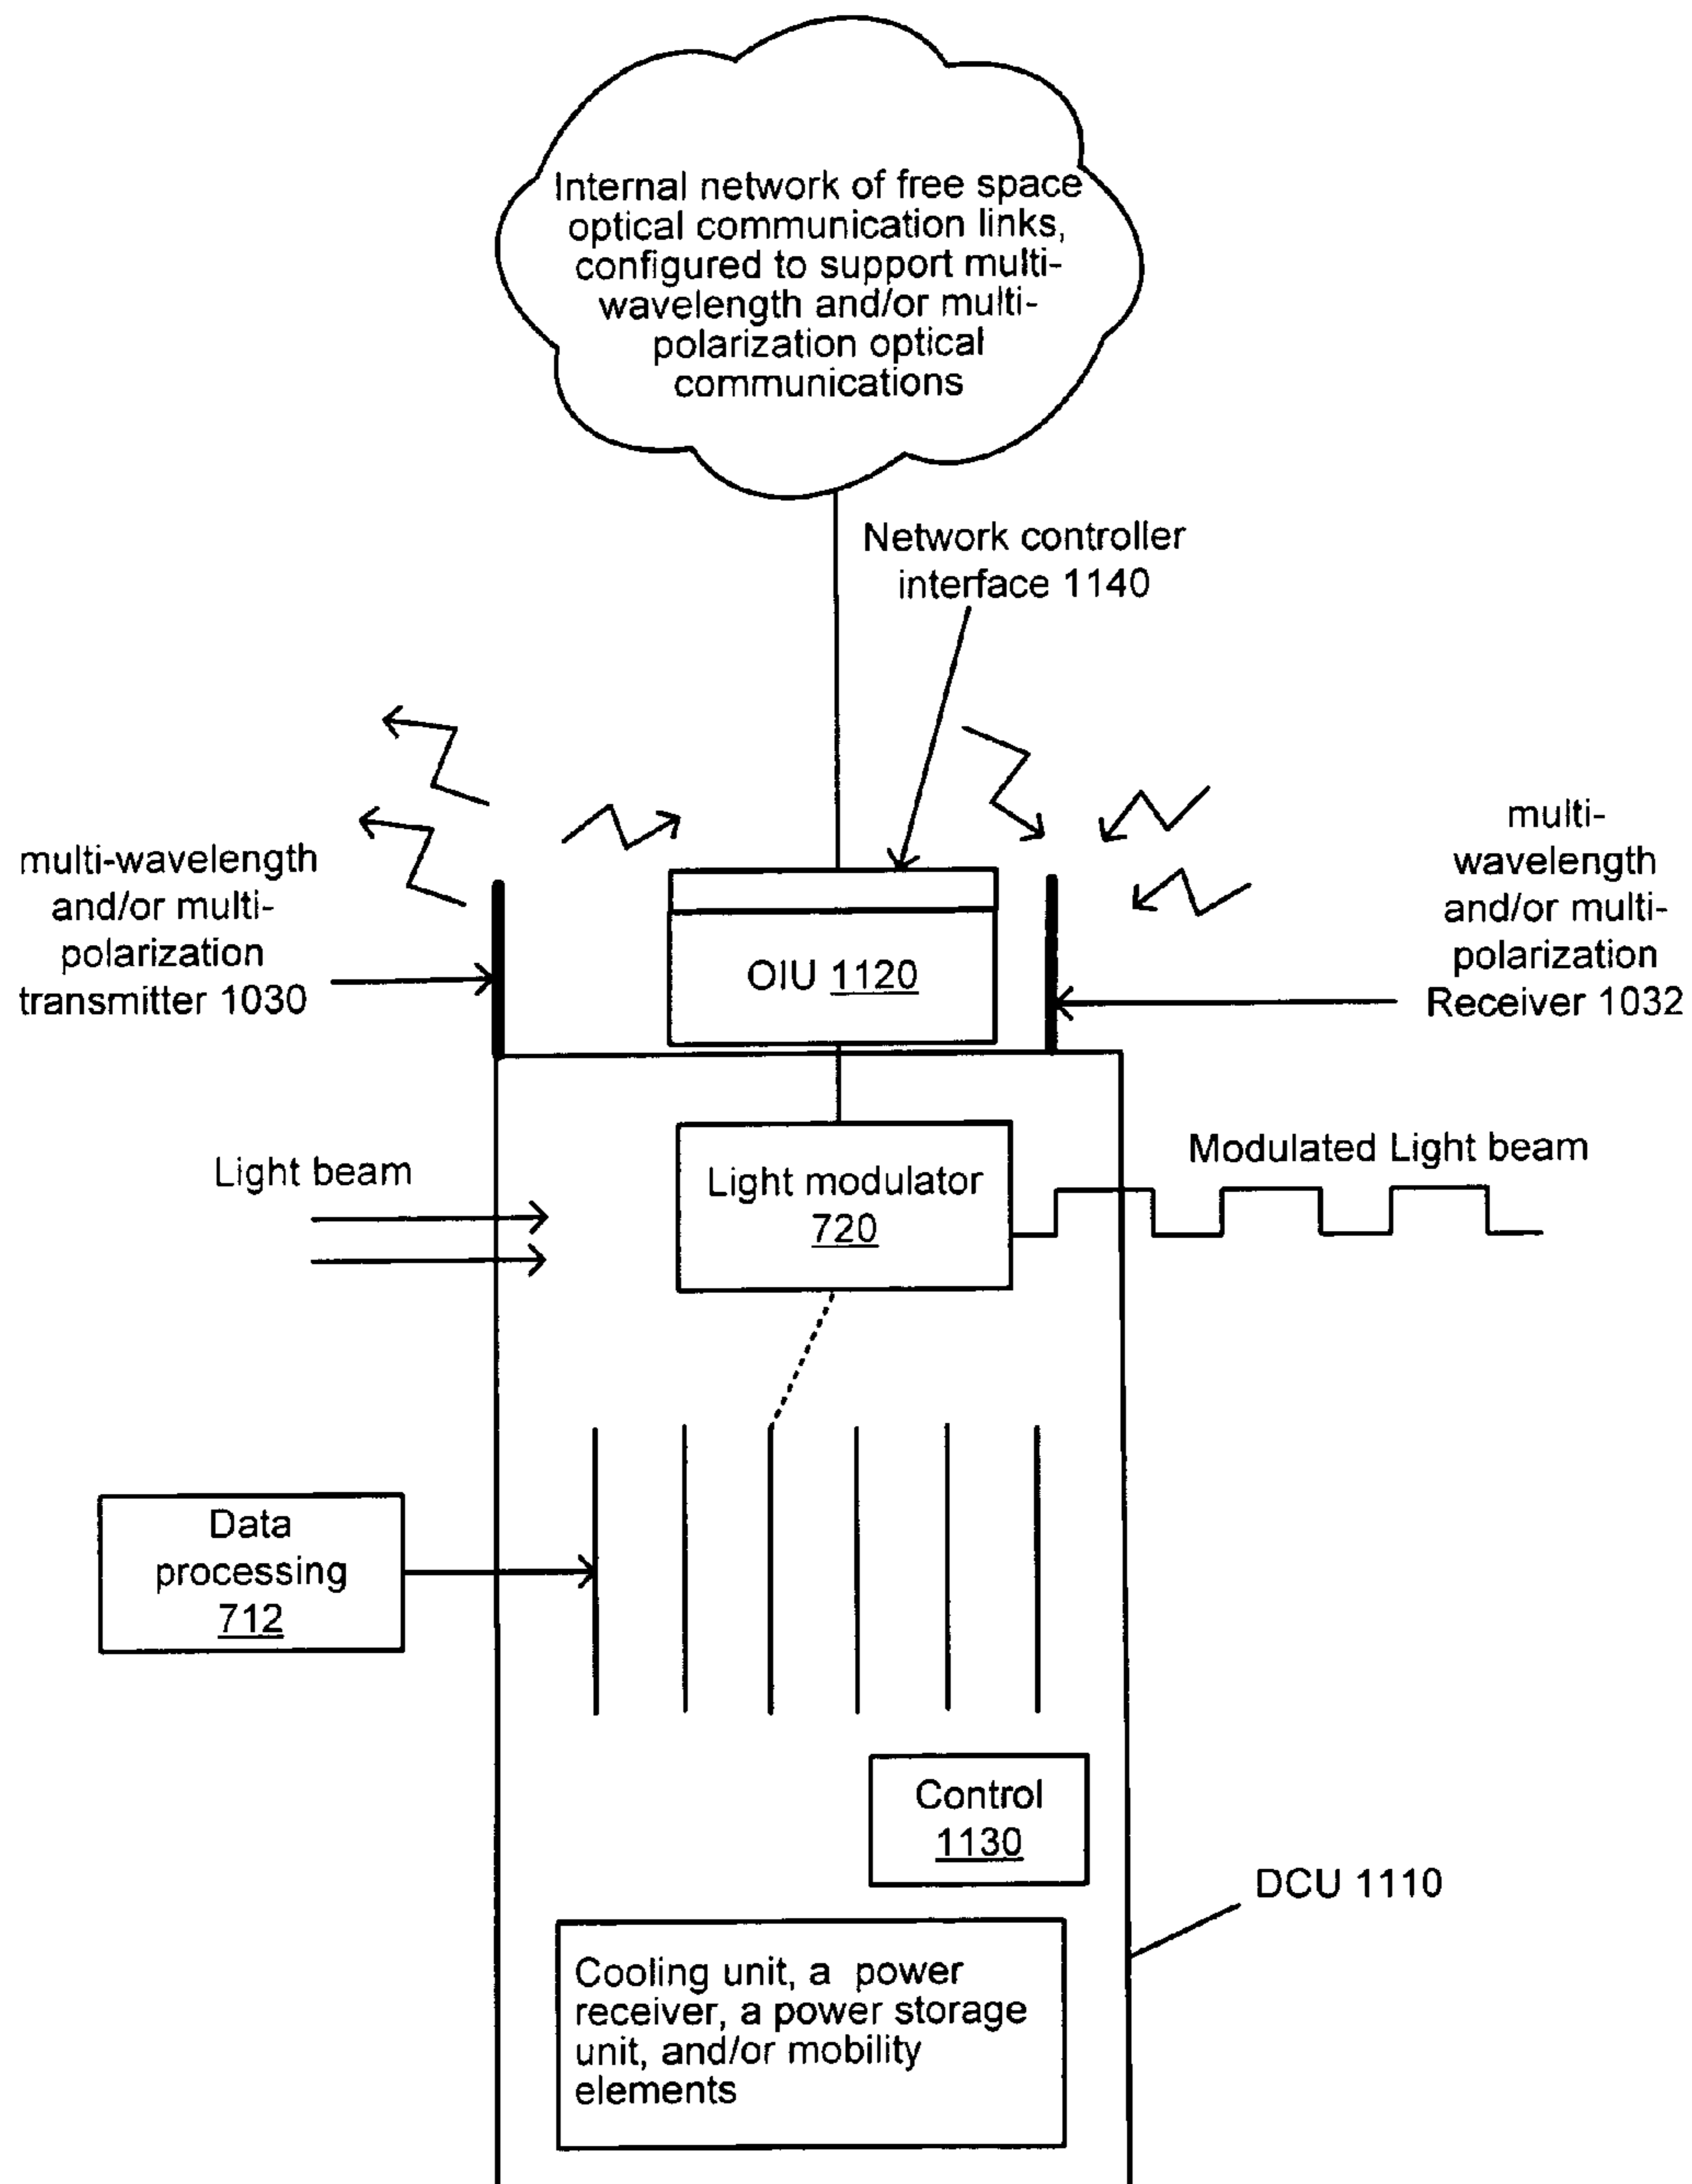 Internal network of free space
optical communication links,
configured to support multi-
wavelength and/or multi-
polarization optical
communications
Network controller
interface 1140
multi-wavelength
and/or multi-
polarization
transmitter 1030
multi-
wavelength
and/or multi-
polarization
Receiver 1032
OIU 1120
Light beam
Light modulator
720
Modulated Light beam
Data
processing
712
Control
1130
DCU 1110
Cooling unit, a power
receiver, a power storage
unit, and/or mobility
elements